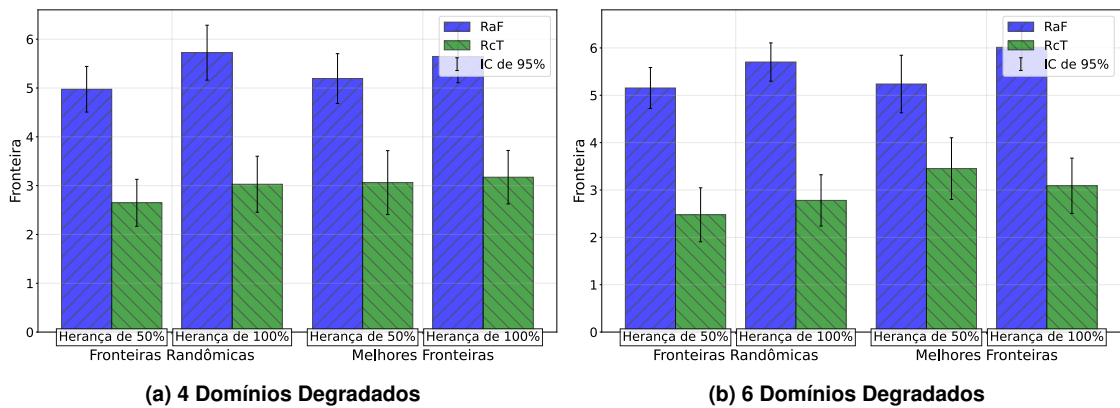 6
5
4
3
2
1
0
Fronteira
RaF
RcT
IC de 95%
Herança de 50%
Herança de 100%
Herança de 50%
Herança de 100%
Fronteiras Randômicas
Melhores Fronteiras
(a) 4 Domínios Degradados
6
5
4
3
2
1
0
Fronteira
RaF
RcT
IC de 95%
Herança de 50%
Herança de 100%
Herança de 50%
Herança de 100%
Fronteiras Randômicas
Melhores Fronteiras
(b) 6 Domínios Degradados